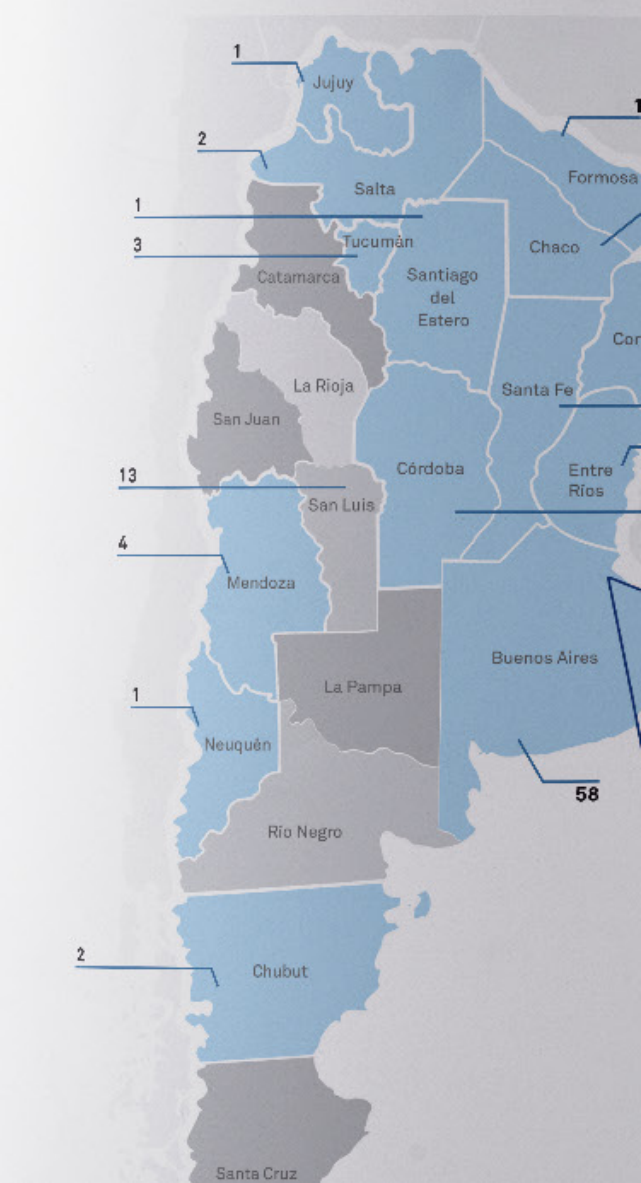 1
Jujuy
1
2
Salta
Formosa
1
Tucumán
3
Chaco
Catamarca
Santiago
del
Estero
La Rioja
Santa Fe
San Juan
Córdoba
13
San Luis
Entre
Ríos
4
Mendoza
Buenos Aires
La Pampa
1
Neuquén
58
Río Negro
2
Chubut
Santa Cruz